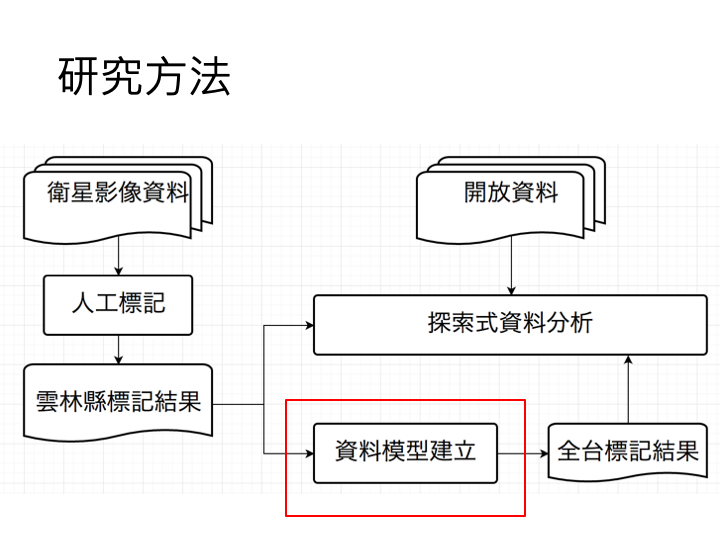 研究方法
衛星影像資料
開放資料
人工標記
探索式資料分析
雲林縣標記結果
資料模型建立
全台標記結果